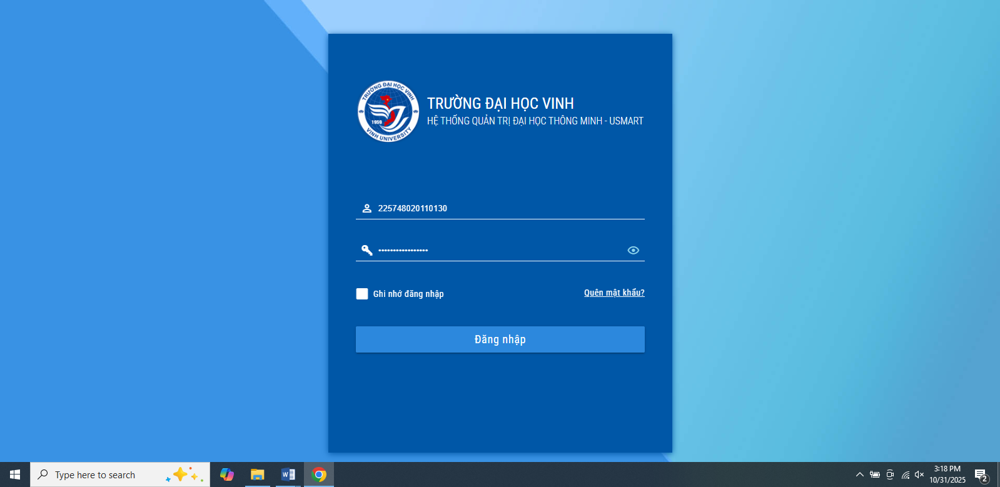 TRƯỜNG ĐẠI HỌC VINH
1959
VINH UNIVERSITY
TRƯỜNG ĐẠI HỌC VINH
HỆ THỐNG QUẢN TRỊ ĐẠI HỌC THÔNG MINH - USMART
225748020110130
Ghi nhớ đăng nhập
Quên mật khẩu?
Đăng nhập
Type here to search
3:18 PM
10/31/2025
2